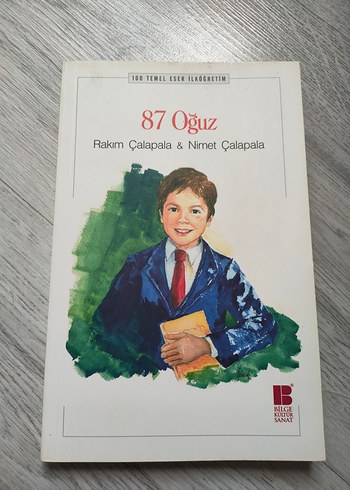 100 TEMEL ESER İLKÖĞRETİM
87 Oğuz
Rakım Çalapala & Nimet Çalapala
B
BİLGE
KÜLTÜR
SANAT